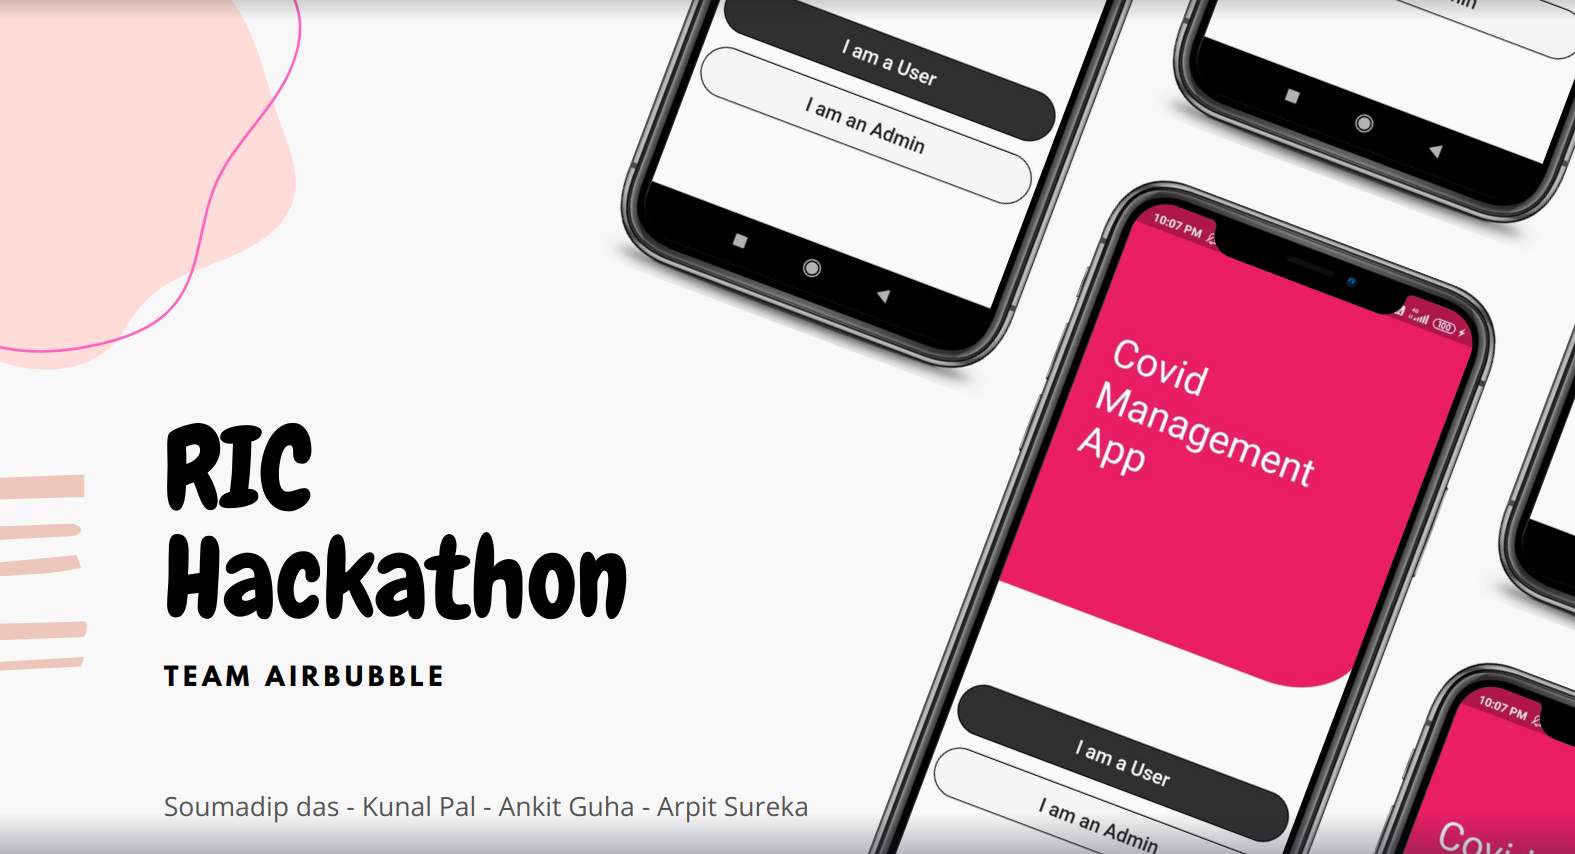 RIC
Hackathon
TEAM AIRBUBBLE
Soumadip das - Kunal Pal - Ankit Guha - Arpit Sureka
I am a User
I am an Admin
10:07 PM
100
Covid
Management
App
I am a User
I am an Admin
10:07 PM